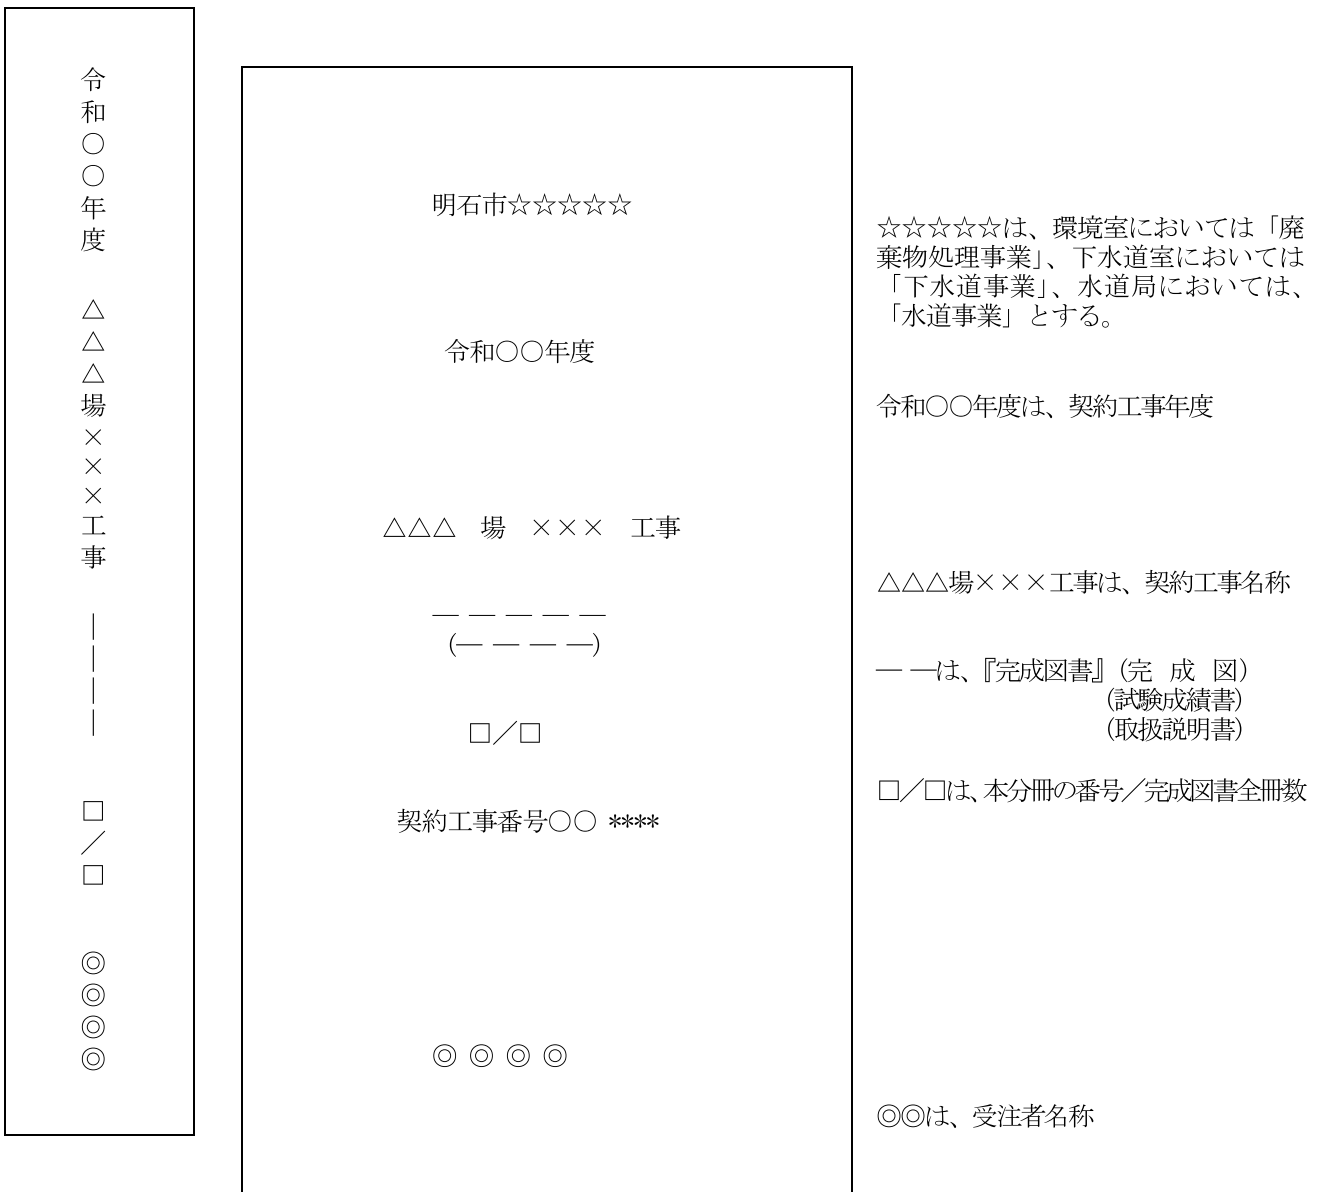 令和○○年度　△△△場×××工事　――――　□／□　◎◎◎◎
明石市☆☆☆☆☆
令和○○年度
△△△　場　×××　工事
― ― ― ― ―
(― ― ― ―)
□／□
契約工事番号○○ ****
◎ ◎ ◎ ◎
☆☆☆☆☆は、環境室においては「廃
棄物処理事業」、下水道室においては
「下水道事業」、水道局においては、
「水道事業」とする。
令和○○年度は、契約工事年度
△△△場×××工事は、契約工事名称
― ―は、『完成図書』(完　成　図)
(試験成績書)
(取扱説明書)
□／□は、本分冊の番号／完成図書全冊数
◎◎は、受注者名称